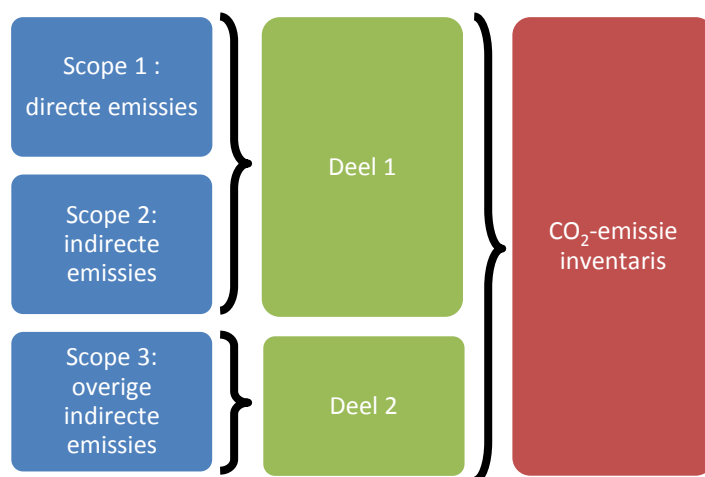 Scope 1 :
directe emissies
Scope 2:
indirecte
emissies
Scope 3:
overige
indirecte
emissies
Deel 1
Deel 2
CO₂-emissie
inventaris